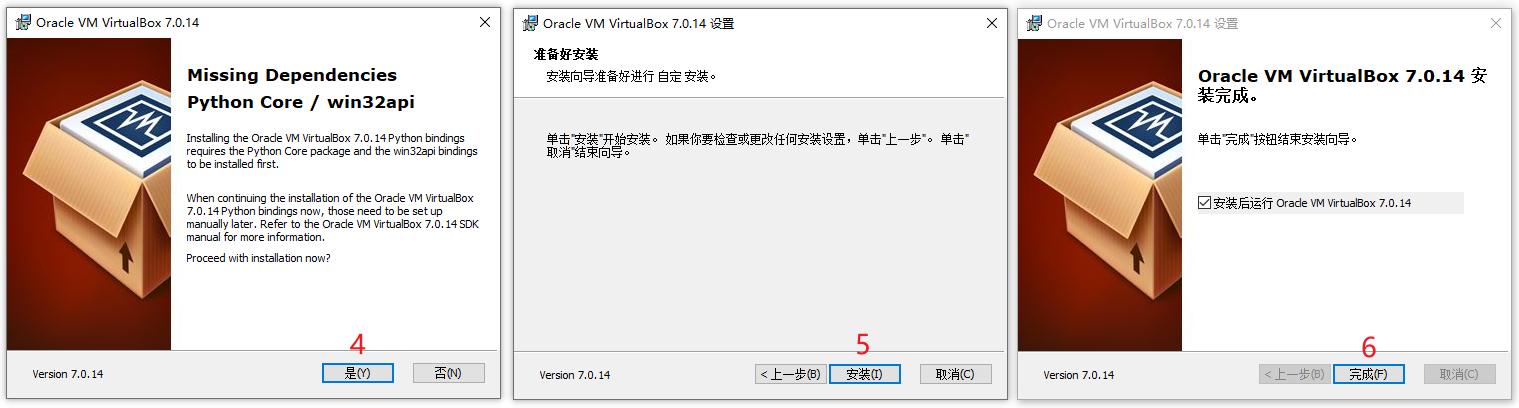 Oracle VM VirtualBox 7.0.14
Missing Dependencies
Python Core / win32api
Installing the Oracle VM VirtualBox 7.0.14 Python bindings
requires the Python Core package and the win32api bindings
to be installed first.
When continuing the installation of the Oracle VM VirtualBox
7.0.14 Python bindings now, those need to be set up
manually later. Refer to the Oracle VM VirtualBox 7.0.14 SDK
manual for more information.
Proceed with installation now?
4
Version 7.0.14
是(Y)
否(N)
Oracle VM VirtualBox 7.0.14 设置
准备好安装
安装向导准备好进行 自定 安装。
单击"安装"开始安装。 如果你要检查或更改任何安装设置，单击"上一步"。 单击"
取消"结束向导。
5
Version 7.0.14
< 上一步(B)
安装(I)
取消(C)
Oracle VM VirtualBox 7.0.14 设置
Oracle VM VirtualBox 7.0.14 安
装完成。
单击"完成"按钮结束安装向导。
安装后运行 Oracle VM VirtualBox 7.0.14
6
Version 7.0.14
< 上一步(B)
完成(F)
取消(C)